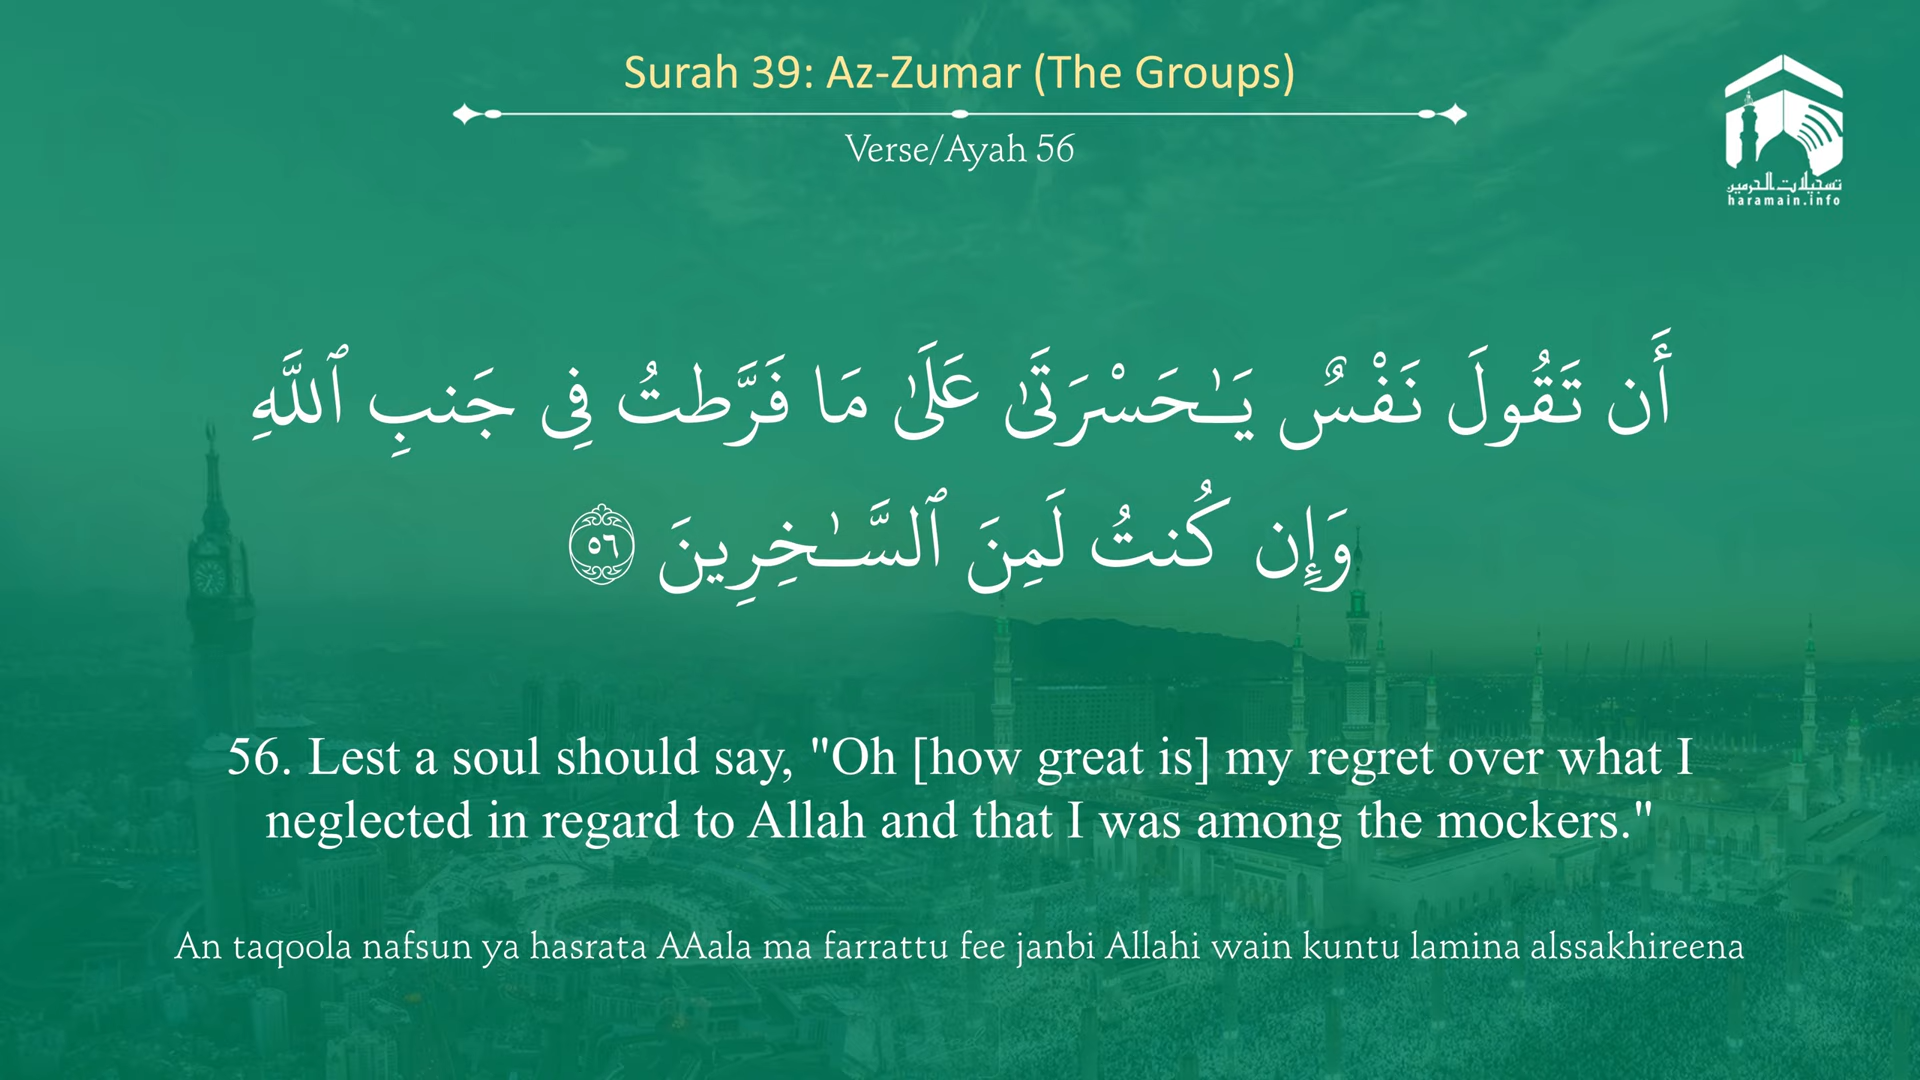 Surah 39: Az-Zumar (The Groups)
Verse/Ayah 56
تسجيلات الحرمين
haramain.info
أَن تَقُولَ نَفْسٌ يَـٰحَسْرَتَىٰ عَلَىٰ مَا فَرَّطتُ فِى جَنۢبِ ٱللَّهِ
وَإِن كُنتُ لَمِنَ ٱلسَّـٰخِرِينَ ٥٦
56. Lest a soul should say, "Oh [how great is] my regret over what I
neglected in regard to Allah and that I was among the mockers."
An taqoola nafsun ya hasrata AAala ma farrattu fee janbi Allahi wain kuntu lamina alssakhireena